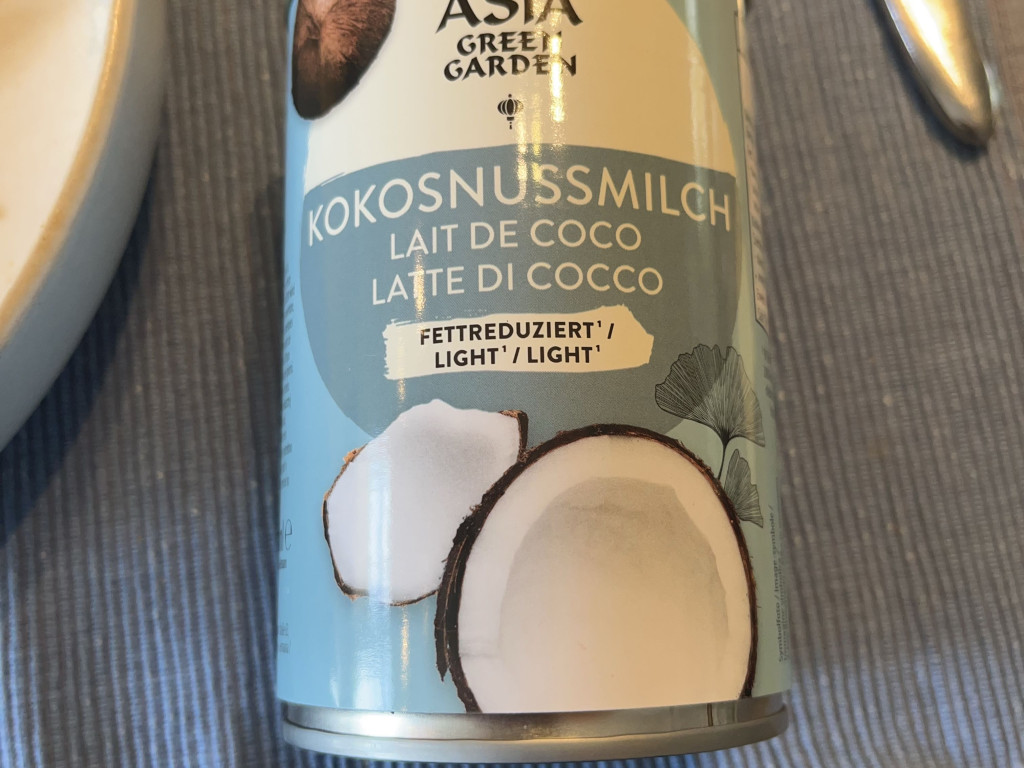 ASIA
GREEN
GARDEN
KOKOSNUSSMILCH
LAIT DE COCO
LATTE DI COCCO
FETTREDUZIERT¹ /
LIGHT¹ / LIGHT¹